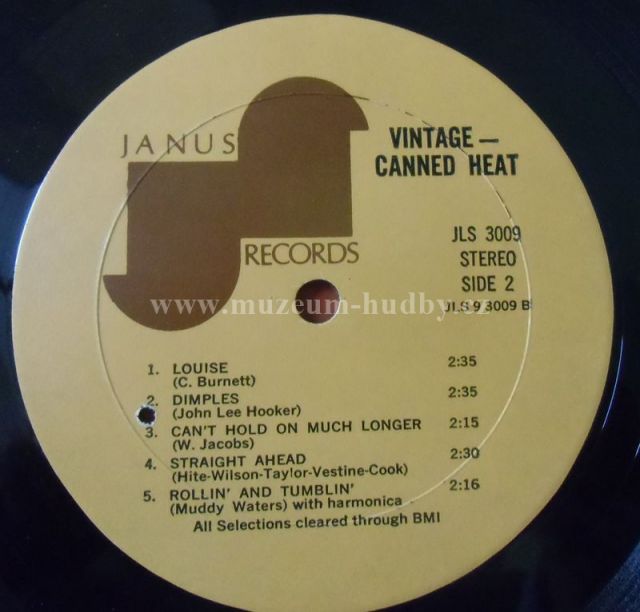 JANUS
RECORDS
VINTAGE —
CANNED HEAT
JLS 3009
STEREO
SIDE 2
JLS 9 3009 B
www.muzeum-hudby.cz
1. LOUISE 2:35
(C. Burnett)
2. DIMPLES 2:35
(John Lee Hooker)
3. CAN'T HOLD ON MUCH LONGER 2:15
(W. Jacobs)
4. STRAIGHT AHEAD 2:30
(Hite-Wilson-Taylor-Vestine-Cook)
5. ROLLIN' AND TUMBLIN' 2:16
(Muddy Waters) with harmonica
All Selections cleared through BMI